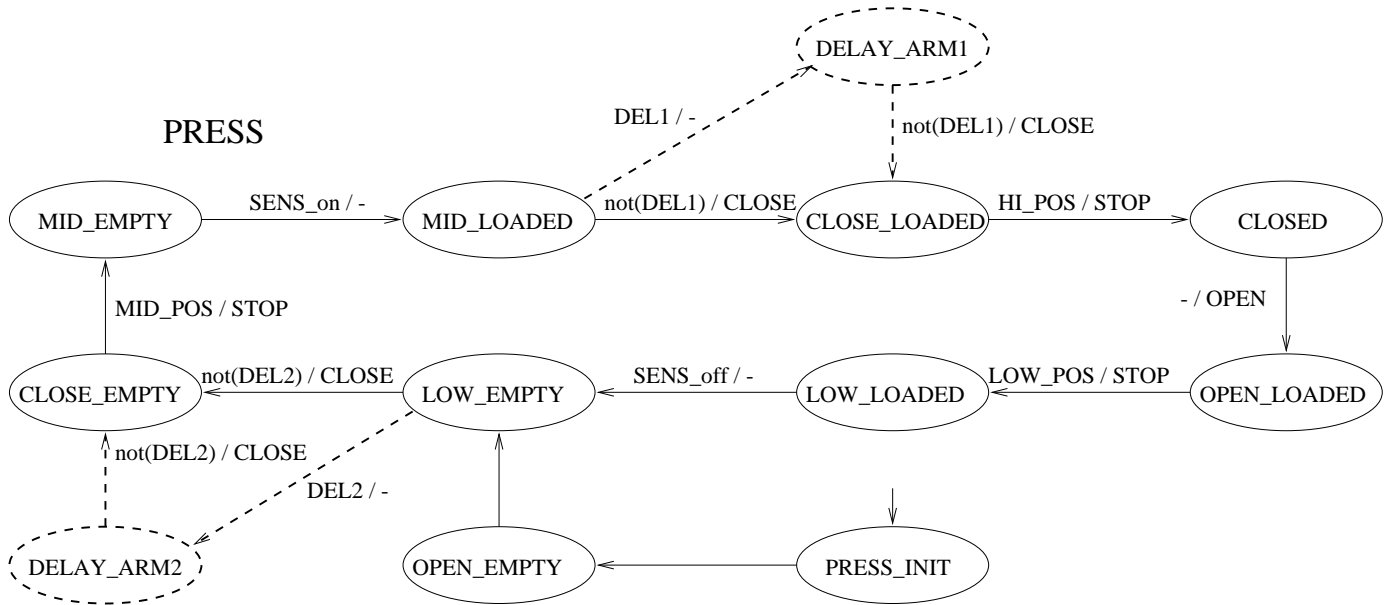 DELAY_ARM1
DEL1 / -
not(DEL1) / CLOSE
PRESS
SENS_on / -
not(DEL1) / CLOSE
HI_POS / STOP
MID_EMPTY
MID_LOADED
CLOSE_LOADED
CLOSED
MID_POS / STOP
- / OPEN
not(DEL2) / CLOSE
SENS_off / -
LOW_POS / STOP
CLOSE_EMPTY
LOW_EMPTY
LOW_LOADED
OPEN_LOADED
not(DEL2) / CLOSE
DEL2 / -
DELAY_ARM2
OPEN_EMPTY
PRESS_INIT